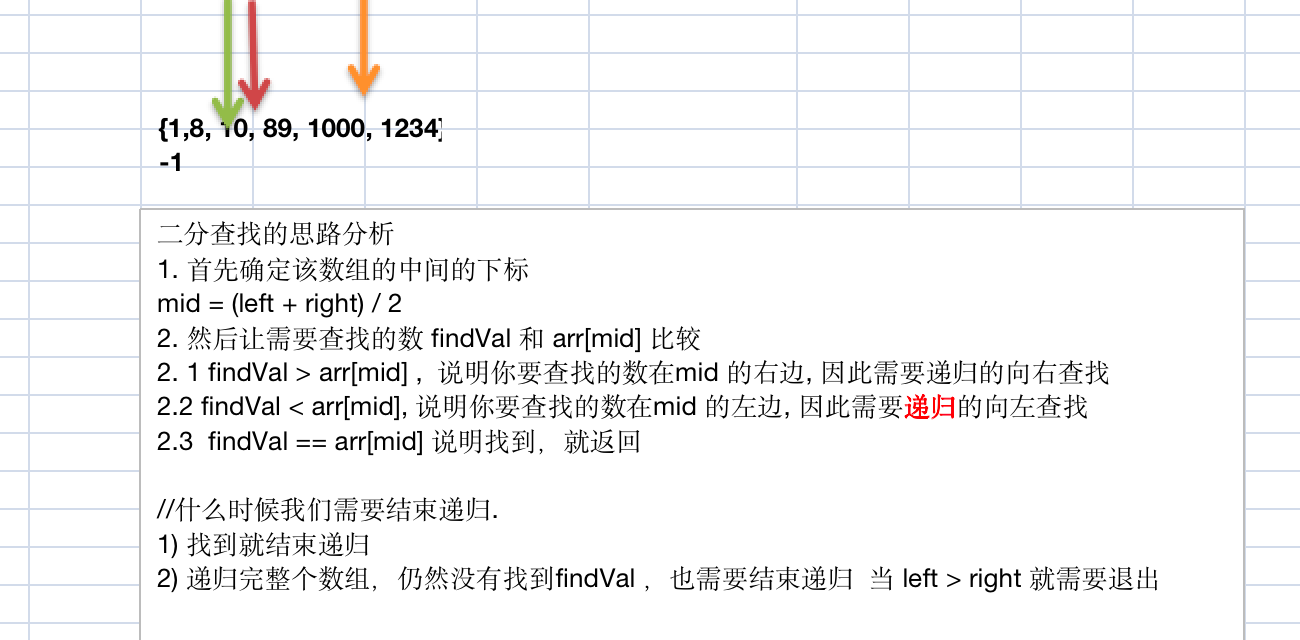 {1,8, 10, 89, 1000, 1234}
-1
二分查找的思路分析
1. 首先确定该数组的中间的下标
mid = (left + right) / 2
2. 然后让需要查找的数 findVal 和 arr[mid] 比较
2. 1 findVal > arr[mid] ,  说明你要查找的数在mid 的右边, 因此需要递归的向右查找
2.2 findVal < arr[mid], 说明你要查找的数在mid 的左边, 因此需要递归的向左查找
2.3  findVal == arr[mid] 说明找到，就返回
//什么时候我们需要结束递归.
1) 找到就结束递归
2) 递归完整个数组，仍然没有找到findVal ，也需要结束递归  当 left > right 就需要退出